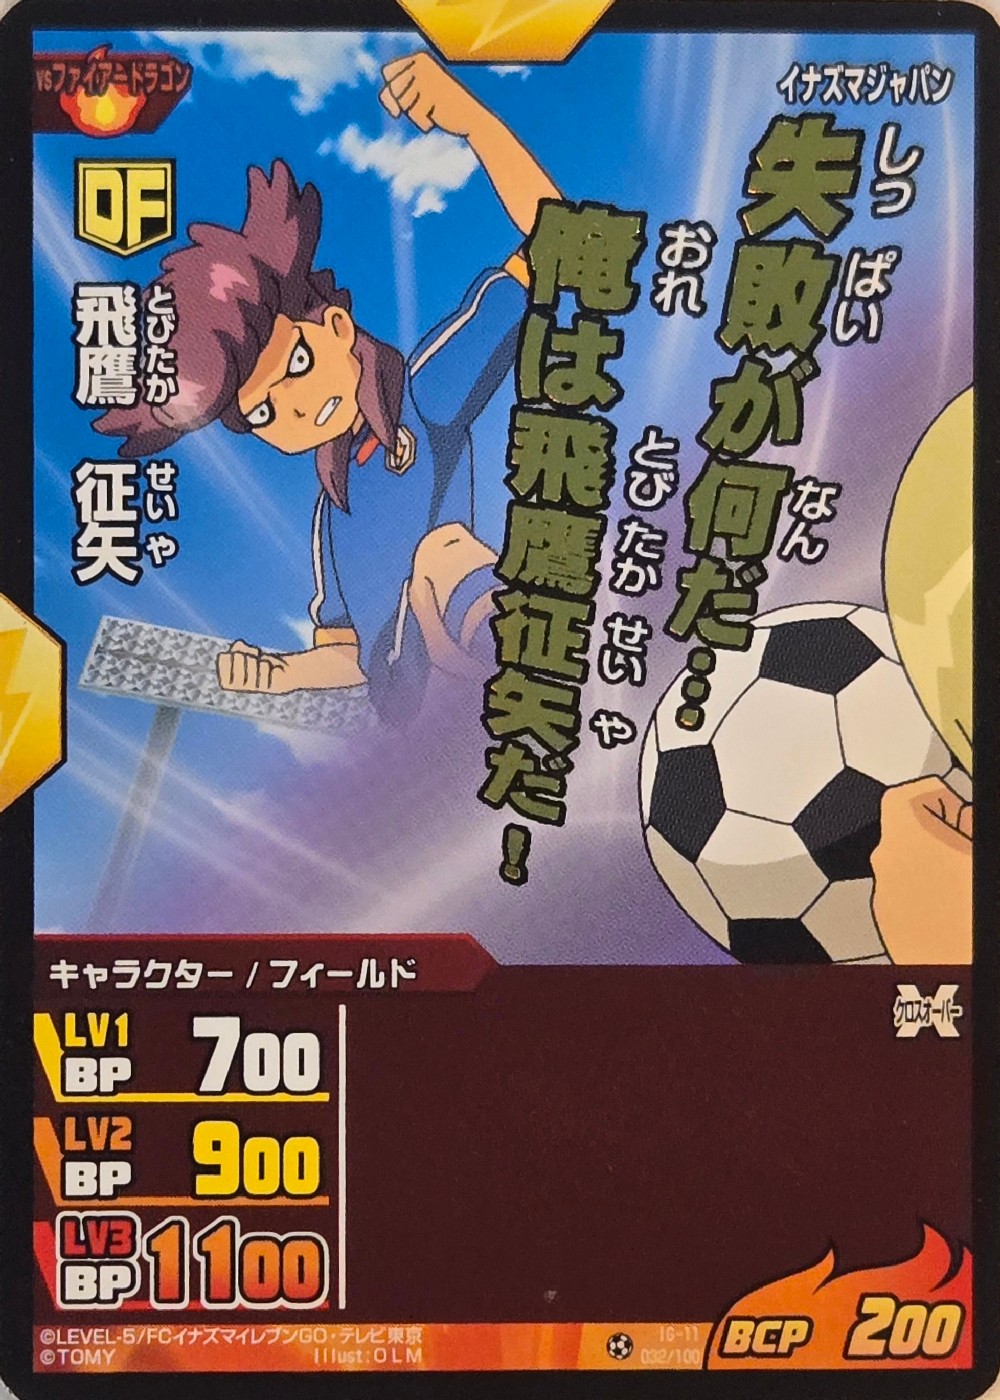 vsファイアードラゴン
イナズマジャパン
DF
飛鷹
とびたか
征矢
せいや
失敗が何だ…
しっぱい
なん
俺は飛鷹征矢だ!
おれ
とびたかせいや
キャラクター / フィールド
クロスオーバー
LV1
BP 700
LV2
BP 900
LV3
BP 1100
©LEVEL-5/FCイナズマイレブンGO・テレビ東京
©TOMY Illust:OLM
IG-11
032/100
BCP 200